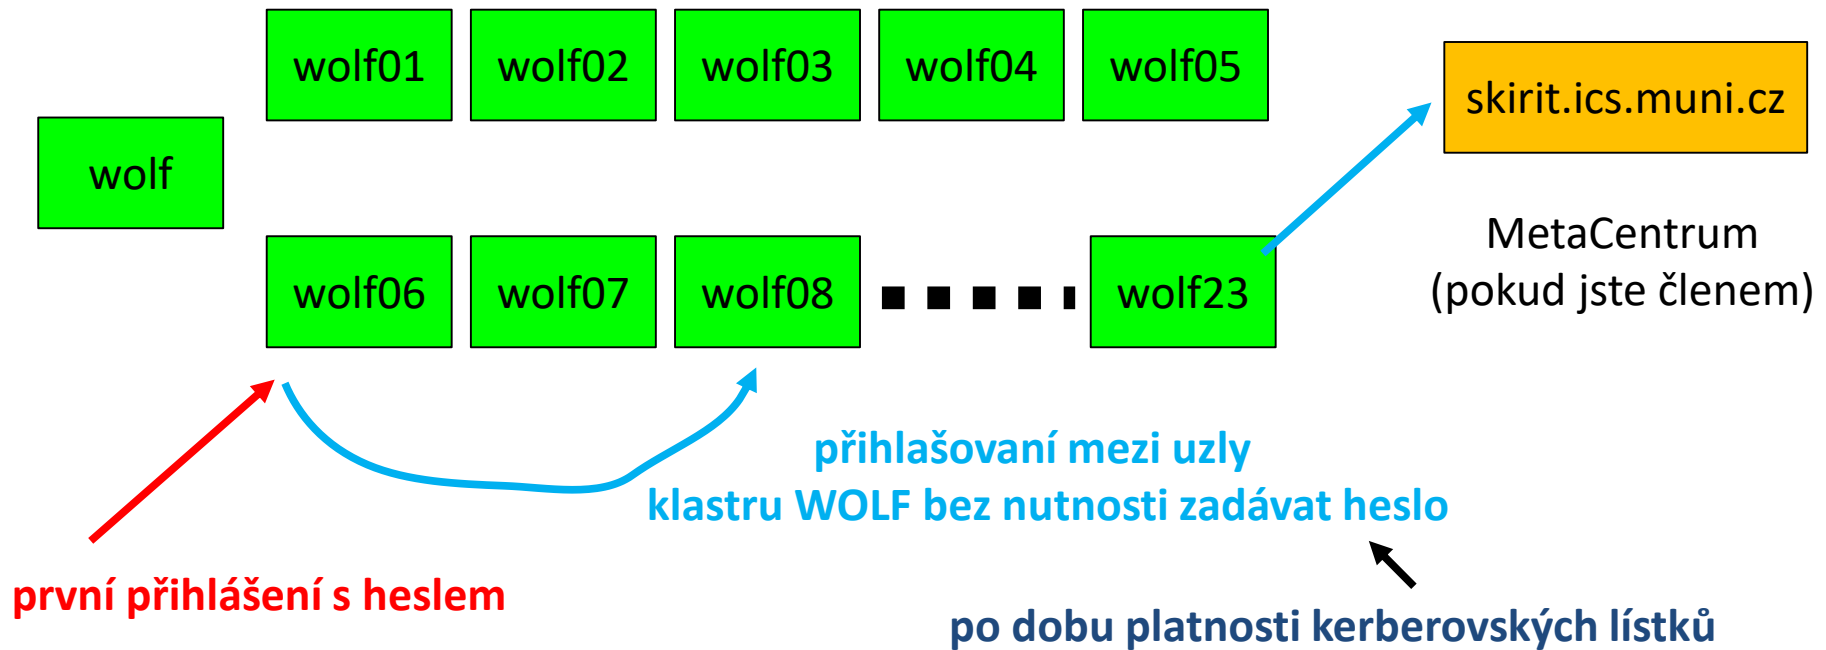 wolf01 wolf02 wolf03 wolf04 wolf05
skirit.ics.muni.cz
wolf
MetaCentrum
(pokud jste členem)
wolf06 wolf07 wolf08 wolf23
přihlašovaní mezi uzly
klastru WOLF bez nutnosti zadávat heslo
první přihlášení s heslem
po dobu platnosti kerberovských lístků